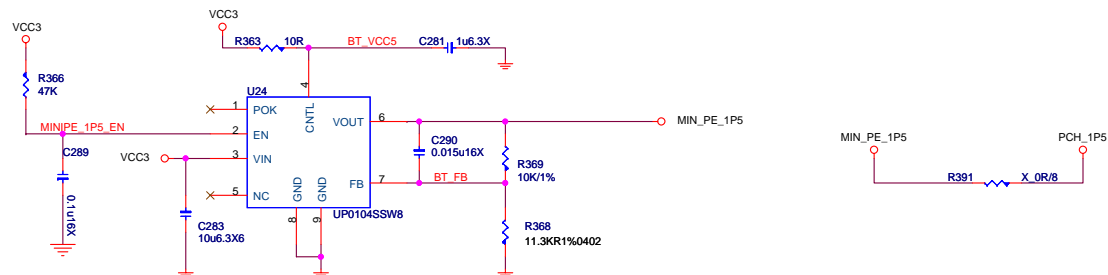 VCC3
R366
47K
MINIPE_1P5_EN
C289
0.1u16X
VCC3
R363
10R
BT_VCC5
C281
1u6.3X
U24
4
CNTL
1
POK
2
EN
3
VIN
5
NC
VCC3
C283
10u6.3X6
GND
GND
8
9
VOUT
6
FB
7
UP0104SSW8
C290
0.015u16X
BT_FB
R369
10K/1%
R368
11.3KR1%0402
MIN_PE_1P5
MIN_PE_1P5
R391
X_0R/8
PCH_1P5